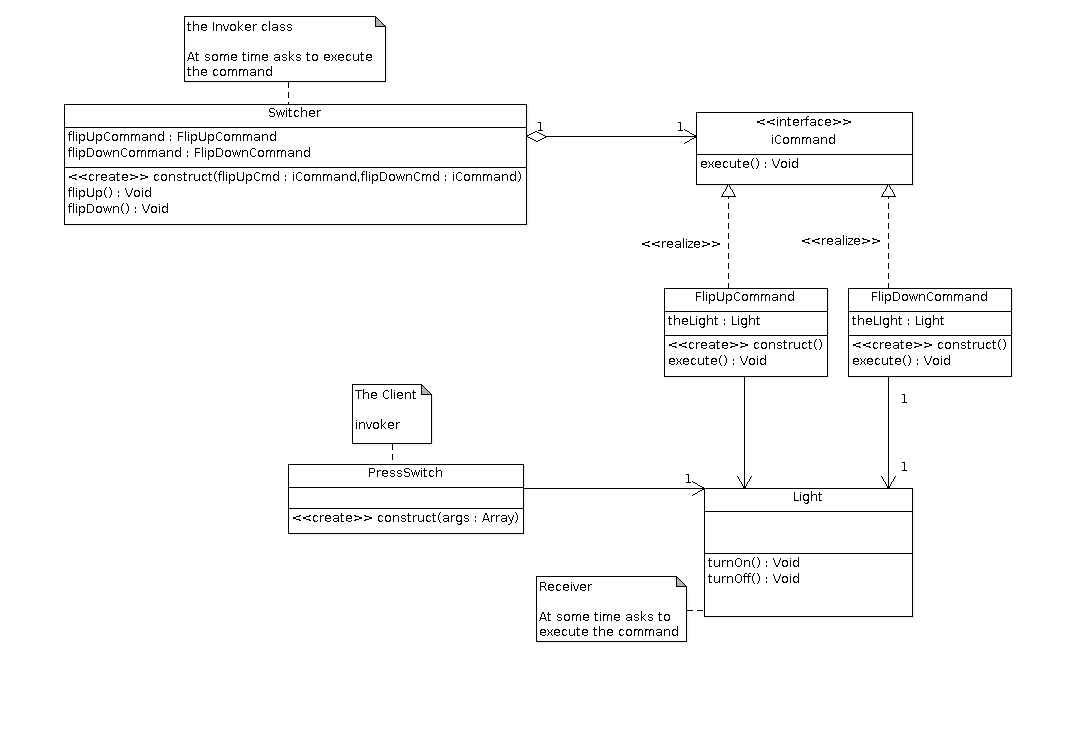 the Invoker class
At some time asks to execute
the command
Switcher
flipUpCommand : FlipUpCommand
flipDownCommand : FlipDownCommand
<<create>> construct(flipUpCmd : iCommand,flipDownCmd : iCommand)
flipUp() : Void
flipDown() : Void
1
1
<<interface>>
iCommand
execute() : Void
<<realize>>
<<realize>>
FlipUpCommand
theLight : Light
<<create>> construct()
execute() : Void
FlipDownCommand
theLIght : Light
<<create>> construct()
execute() : Void
1
1
The Client
invoker
PressSwitch
<<create>> construct(args : Array)
1
Light
turnOn() : Void
turnOff() : Void
Receiver
At some time asks to
execute the command